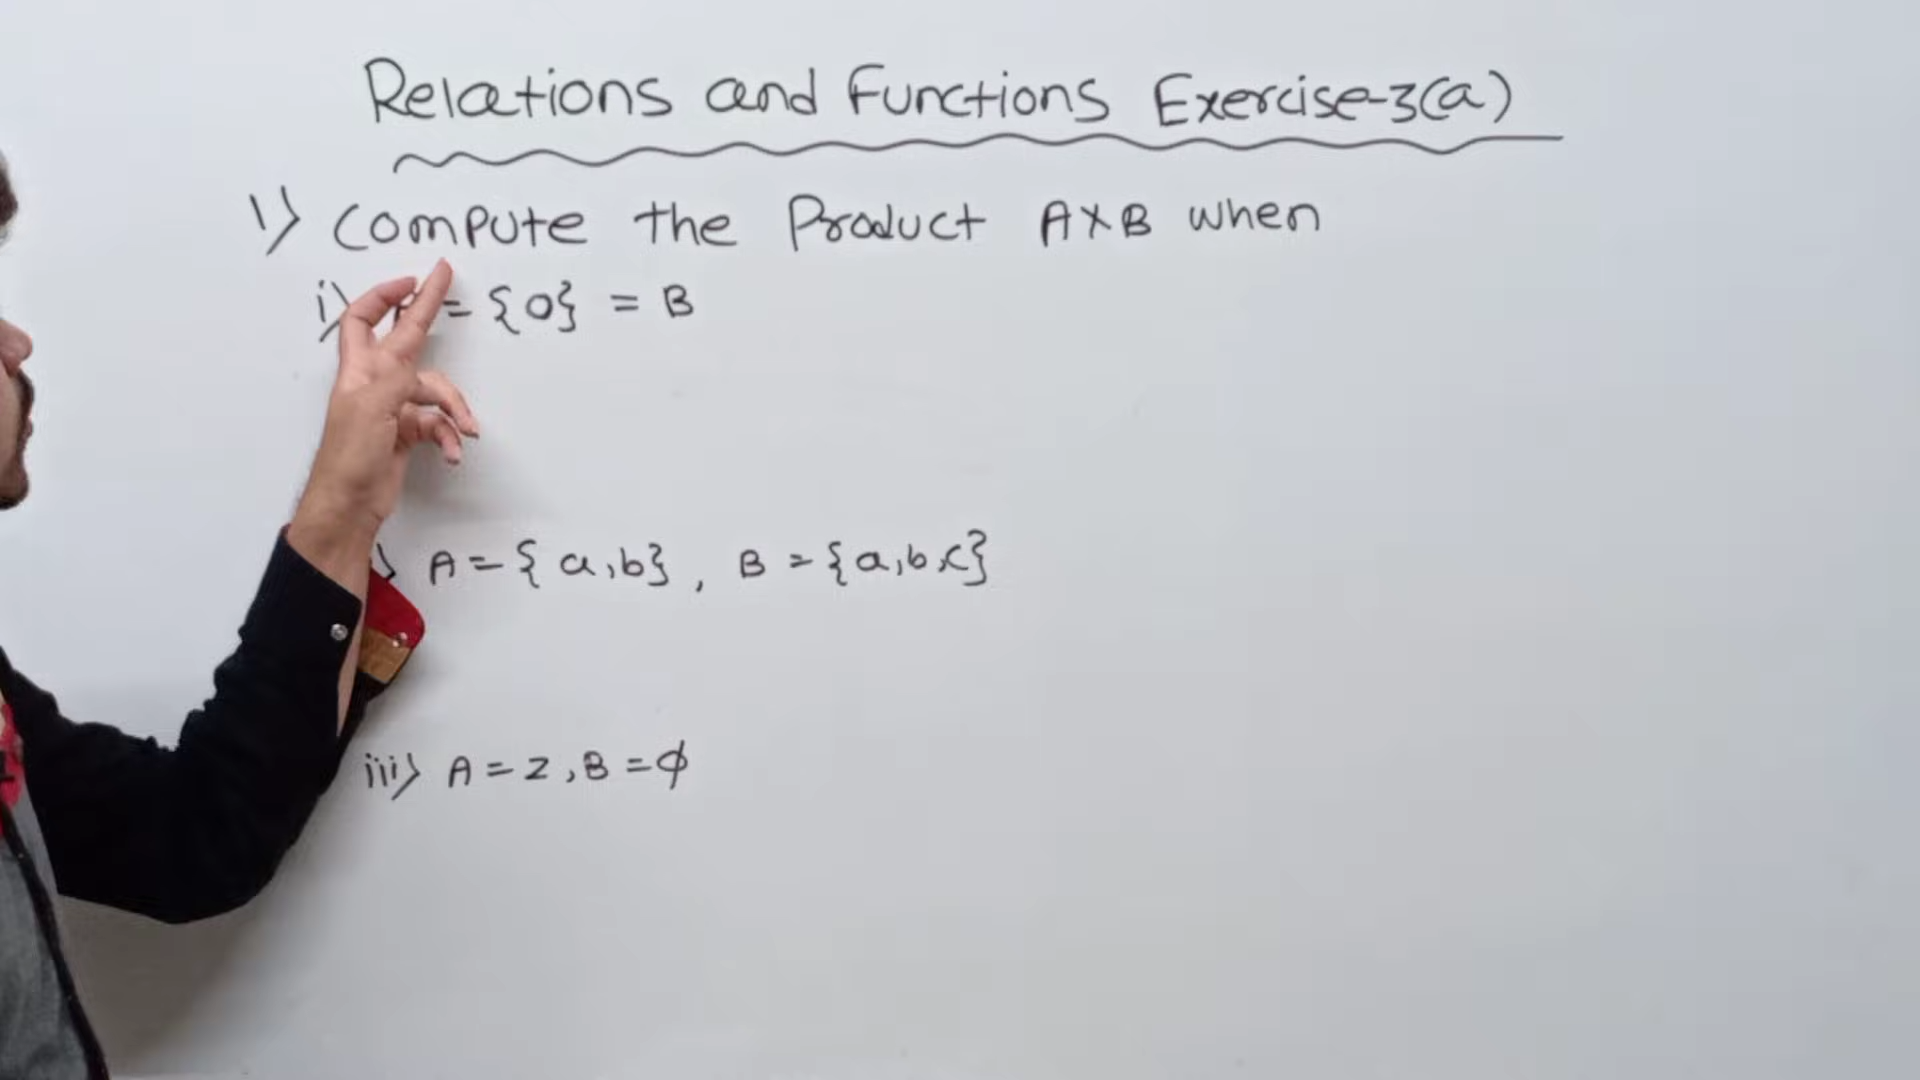 Relations and Functions Exercise-3(a)
1) Compute the Product A×B when
i) = {0} = B
) A = {a,b}, B = {a,b,c}
iii) A = z, B = ϕ